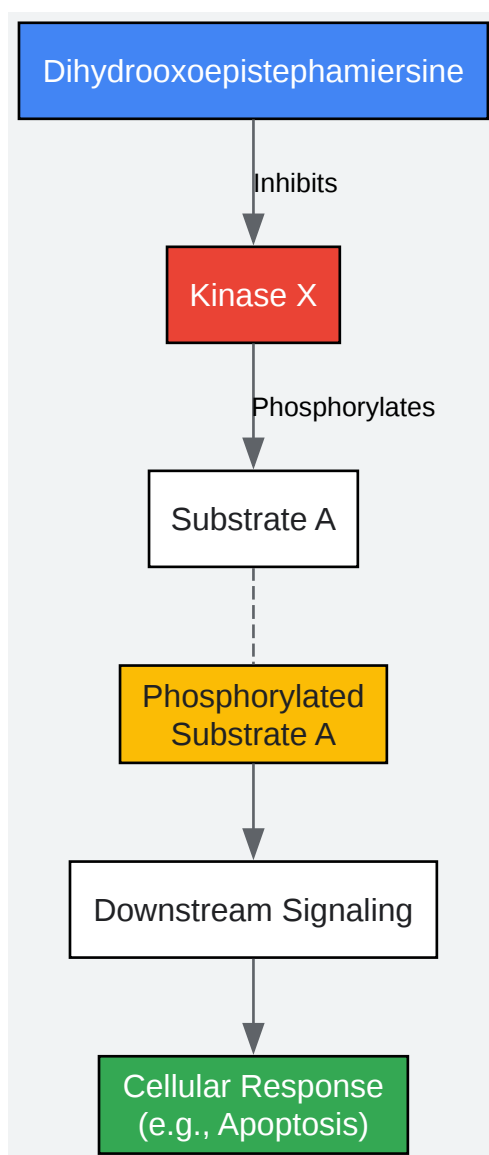 Dihydrooxoepistephamiersine
Inhibits
Kinase X
Phosphorylates
Substrate A
Phosphorylated
Substrate A
Downstream Signaling
Cellular Response
(e.g., Apoptosis)